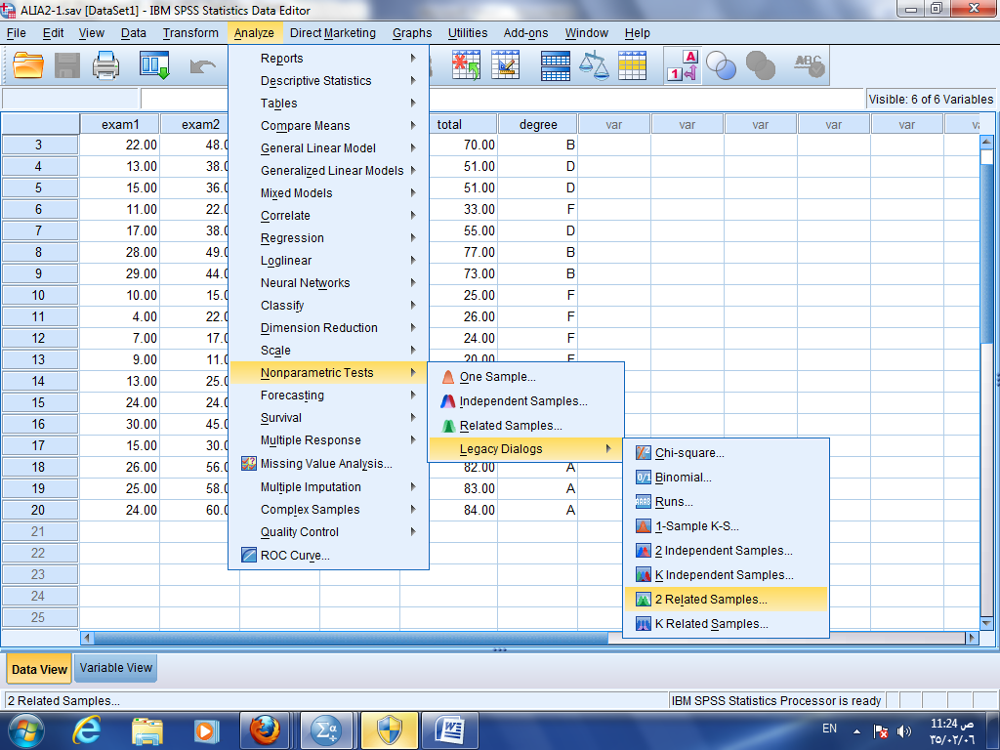 ALIA2-1.sav [DataSet1] - IBM SPSS Statistics Data Editor
File Edit View Data Transform Analyze Direct Marketing Graphs Utilities Add-ons Window Help
1 A
ABC
Visible: 6 of 6 Variables
exam1 exam2 total degree var var var var var
3 22.00 48.0 70.00 B
4 13.00 38.0 51.00 D
5 15.00 36.0 51.00 D
6 11.00 22.0 33.00 F
7 17.00 38.0 55.00 D
8 28.00 49.0 77.00 B
9 29.00 44.0 73.00 B
10 10.00 15.0 25.00 F
11 4.00 22.0 26.00 F
12 7.00 17.0 24.00 F
13 9.00 11.0 20.00 F
14 13.00 25.0
15 24.00 24.0
16 30.00 45.0
17 15.00 30.0
18 26.00 56.0 82.00 A
19 25.00 58.0 83.00 A
20 24.00 60.0 84.00 A
21
22
23
24
25
Reports
Descriptive Statistics
Tables
Compare Means
General Linear Model
Generalized Linear Models
Mixed Models
Correlate
Regression
Loglinear
Neural Networks
Classify
Dimension Reduction
Scale
Nonparametric Tests
Forecasting
Survival
Multiple Response
Missing Value Analysis...
Multiple Imputation
Complex Samples
Quality Control
ROC Curve...
One Sample...
Independent Samples...
Related Samples...
Legacy Dialogs
Chi-square...
Binomial...
Runs...
1-Sample K-S...
2 Independent Samples...
K Independent Samples...
2 Related Samples...
K Related Samples...
Data View Variable View
2 Related Samples... IBM SPSS Statistics Processor is ready
EN
11:24 ص
٣٥/٠٢/٠٦